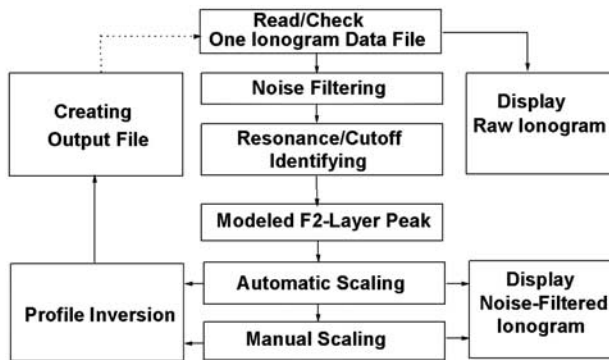 Read/Check
One Ionogram Data File
Noise Filtering
Creating
Output File
Display
Raw Ionogram
Resonance/Cutoff
Identifying
Modeled F2-Layer Peak
Automatic Scaling
Profile Inversion
Display
Noise-Filtered
Ionogram
Manual Scaling